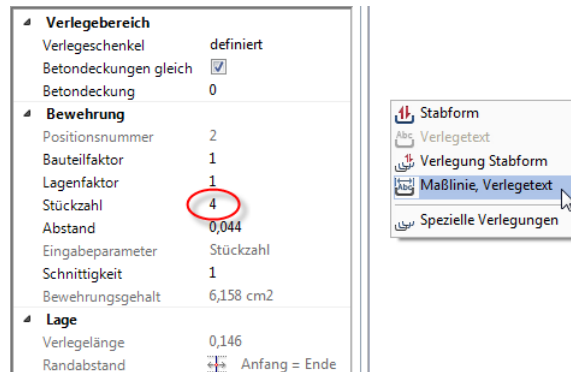 Verlegebereich
Verlegeschenkel definiert
Betondeckungen gleich
Betondeckung 0
Bewehrung
Positionsnummer 2
Bauteilfaktor 1
Lagenfaktor 1
Stückzahl 4
Abstand 0,044
Eingabeparameter Stückzahl
Schnittigkeit 1
Bewehrungsgehalt 6,158 cm2
Lage
Verlegelänge 0,146
Randabstand Anfang = Ende
Stabform
Abc Verlegetext
Verlegung Stabform
Abc Maßlinie, Verlegetext
Spezielle Verlegungen